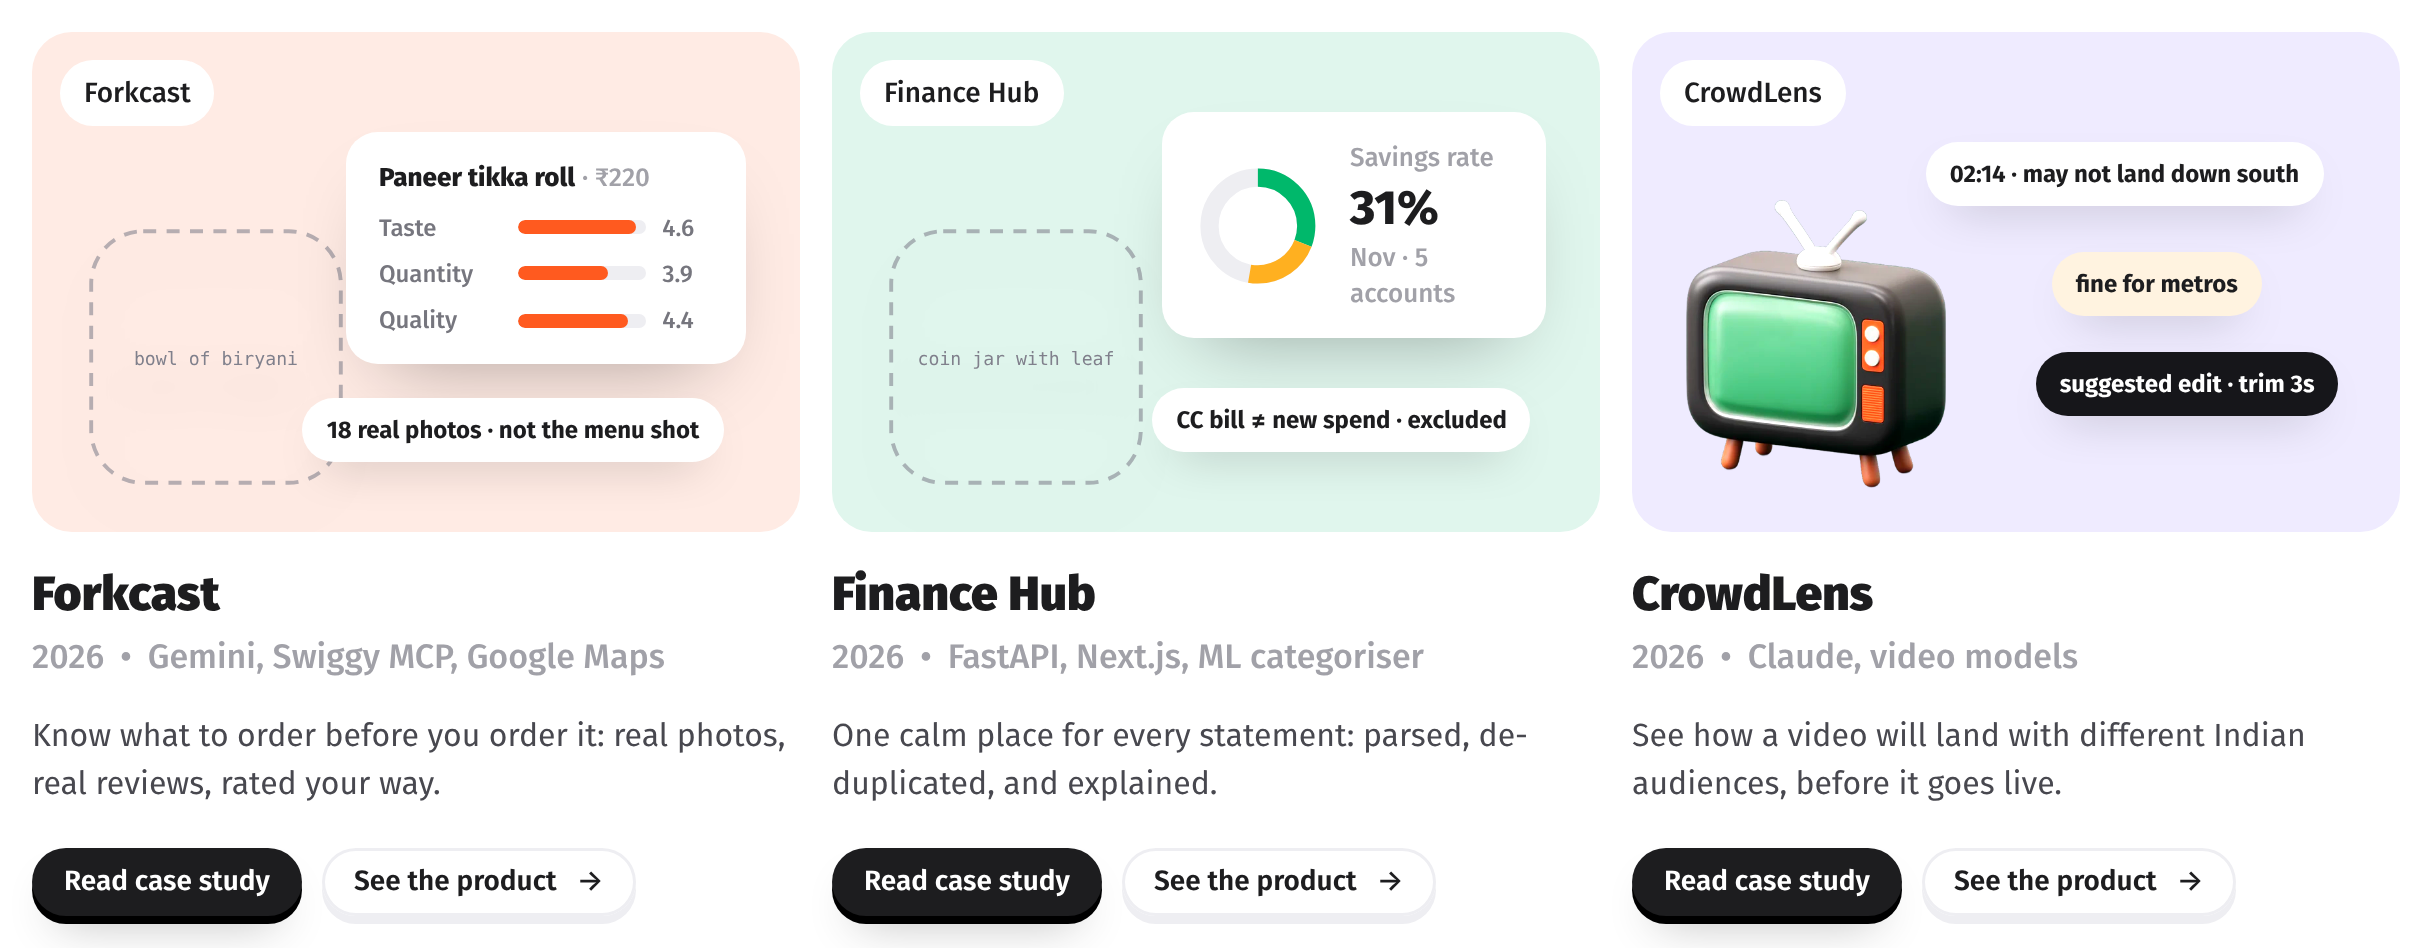 Forkcast
Paneer tikka roll · ₹220
Taste 4.6
Quantity 3.9
Quality 4.4
bowl of biryani
18 real photos · not the menu shot
Forkcast
2026 • Gemini, Swiggy MCP, Google Maps
Know what to order before you order it: real photos,
real reviews, rated your way.
Read case study
See the product →
Finance Hub
Savings rate
31%
Nov · 5
accounts
coin jar with leaf
CC bill ≠ new spend · excluded
Finance Hub
2026 • FastAPI, Next.js, ML categoriser
One calm place for every statement: parsed, de-
duplicated, and explained.
Read case study
See the product →
CrowdLens
02:14 · may not land down south
fine for metros
suggested edit · trim 3s
CrowdLens
2026 • Claude, video models
See how a video will land with different Indian
audiences, before it goes live.
Read case study
See the product →